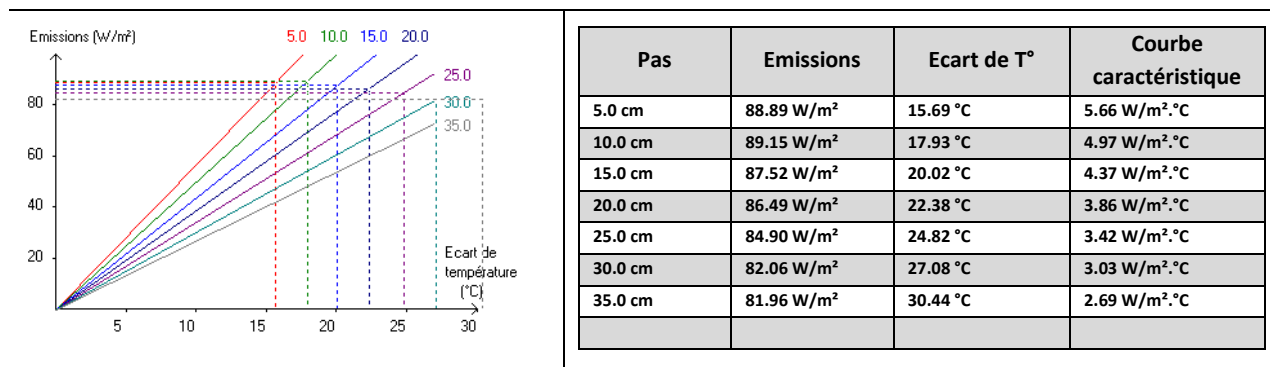 Emissions (W/m²)
5.0 10.0 15.0 20.0
25.0
30.0
35.0
80
60
40
20
Ecart de
température
(°C)
5 10 15 20 25 30
Pas Emissions Ecart de T° Courbe caractéristique
5.0 cm 88.89 W/m² 15.69 °C 5.66 W/m².°C
10.0 cm 89.15 W/m² 17.93 °C 4.97 W/m².°C
15.0 cm 87.52 W/m² 20.02 °C 4.37 W/m².°C
20.0 cm 86.49 W/m² 22.38 °C 3.86 W/m².°C
25.0 cm 84.90 W/m² 24.82 °C 3.42 W/m².°C
30.0 cm 82.06 W/m² 27.08 °C 3.03 W/m².°C
35.0 cm 81.96 W/m² 30.44 °C 2.69 W/m².°C